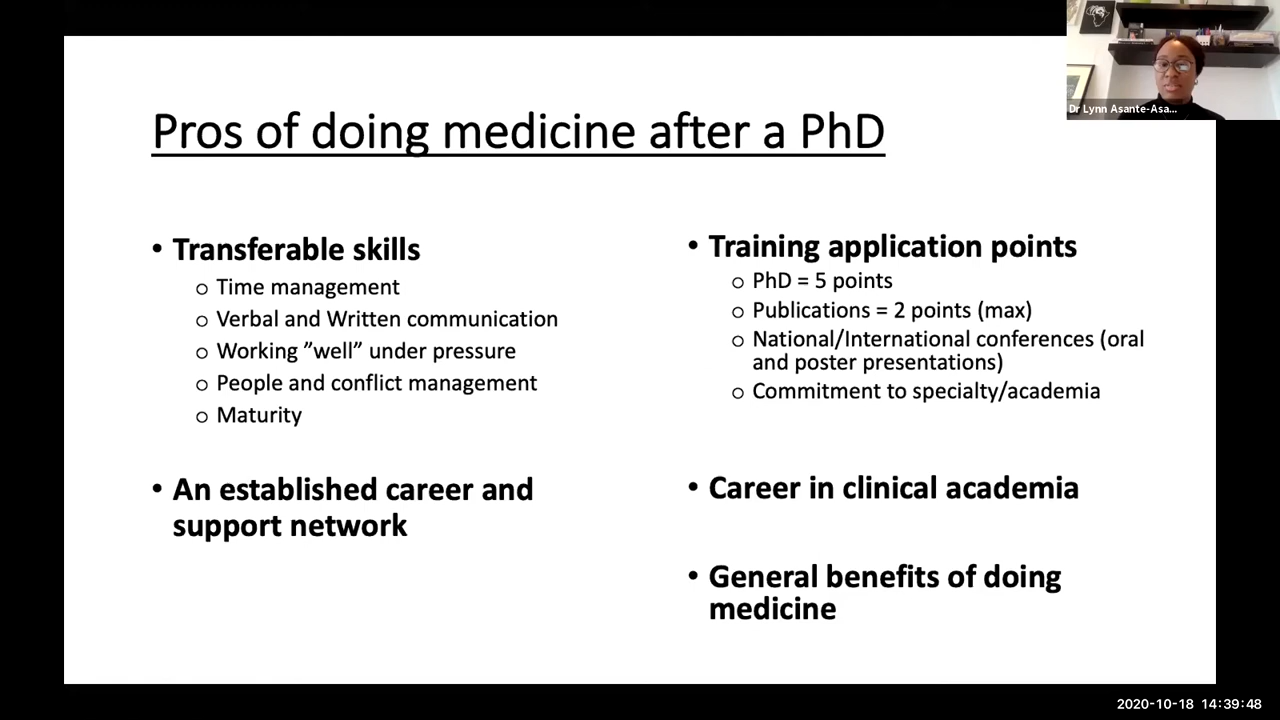 Dr Lynn Asante-Asa...
Pros of doing medicine after a PhD
• Transferable skills
o Time management
o Verbal and Written communication
o Working ”well” under pressure
o People and conflict management
o Maturity
• An established career and
support network
• Training application points
o PhD = 5 points
o Publications = 2 points (max)
o National/International conferences (oral
and poster presentations)
o Commitment to specialty/academia
• Career in clinical academia
• General benefits of doing
medicine
2020-10-18 14:39:48